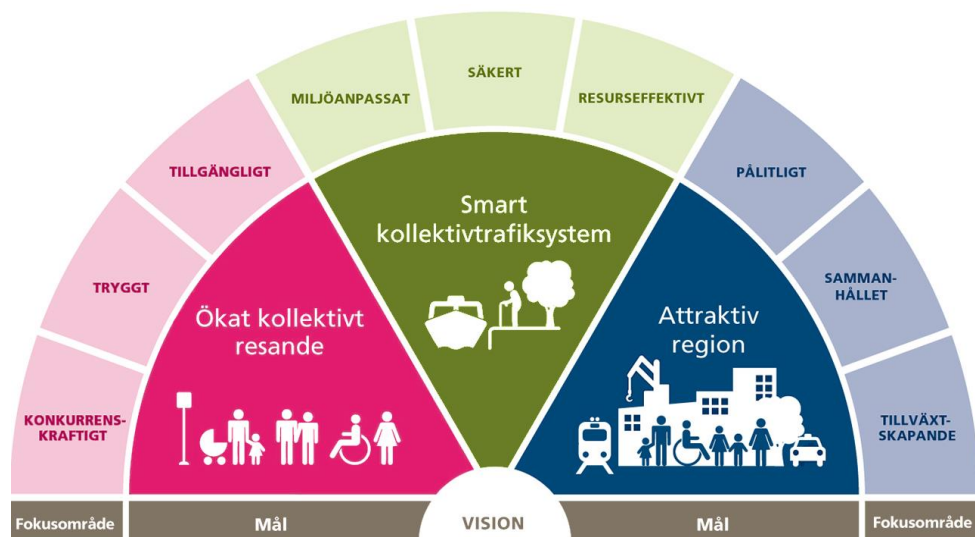 MILJÖANPASSAT
SÄKERT
RESURSEFFEKTIVT
TILLGÄNGLIGT
TRYGGT
KONKURRENS-
KRAFTIGT
PÅLITLIGT
SAMMAN-
HÅLLET
TILLVÄXT-
SKAPANDE
Ökat kollektivt
resande
Smart
kollektivtrafiksystem
Attraktiv
region
Fokusområde
Mål
VISION
Mål
Fokusområde